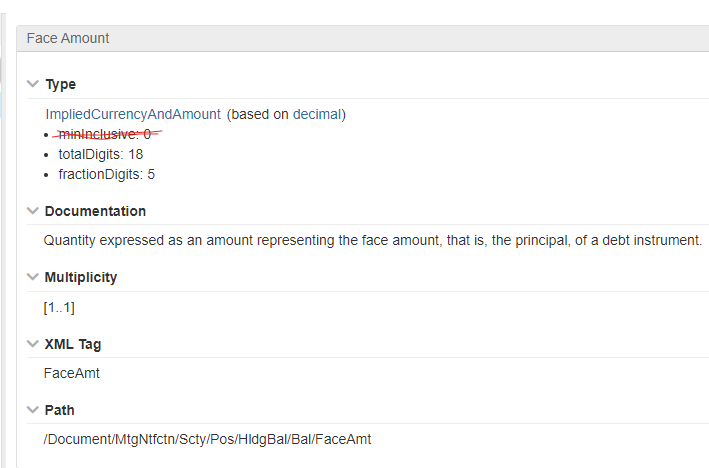 Face Amount
Type
ImpliedCurrencyAndAmount (based on decimal)
• minInclusive: 0
• totalDigits: 18
• fractionDigits: 5
Documentation
Quantity expressed as an amount representing the face amount, that is, the principal, of a debt instrument.
Multiplicity
[1..1]
XML Tag
FaceAmt
Path
/Document/MtgNtfctn/Scty/Pos/HldgBal/Bal/FaceAmt